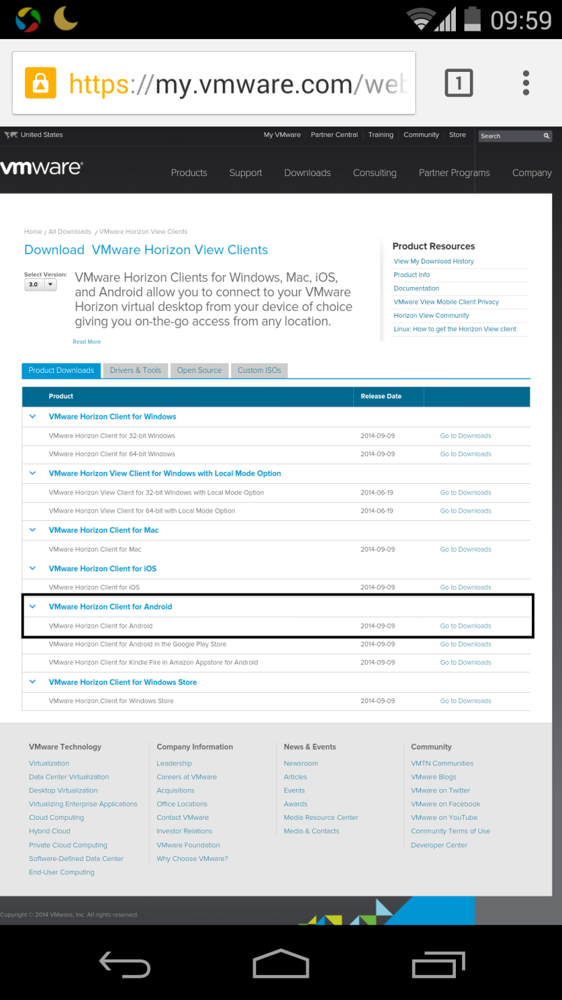 09:59
https://my.vmware.com/web
1
United States
My VMware Partner Central Training Community Store Search
vmware®
Products Support Downloads Consulting Partner Programs Company
Home / All Downloads / VMware Horizon View Clients
Download VMware Horizon View Clients
Select Version:
3.0
VMware Horizon Clients for Windows, Mac, iOS,
and Android allow you to connect to your VMware
Horizon virtual desktop from your device of choice
giving you on-the-go access from any location.
Read More
Product Resources
View My Download History
Product Info
Documentation
VMware View Mobile Client Privacy
Horizon View Community
Linux: How to get the Horizon View client
Product Downloads Drivers & Tools Open Source Custom ISOs
Product Release Date
VMware Horizon Client for Windows
VMware Horizon Client for 32-bit Windows 2014-09-09 Go to Downloads
VMware Horizon Client for 64-bit Windows 2014-09-09 Go to Downloads
VMware Horizon View Client for Windows with Local Mode Option
VMware Horizon View Client for 32-bit Windows with Local Mode Option 2014-06-19 Go to Downloads
VMware Horizon View Client for 64-bit with Local Mode Option 2014-06-19 Go to Downloads
VMware Horizon Client for Mac
VMware Horizon Client for Mac 2014-09-09 Go to Downloads
VMware Horizon Client for iOS
VMware Horizon Client for iOS 2014-09-09 Go to Downloads
VMware Horizon Client for Android
VMware Horizon Client for Android 2014-09-09 Go to Downloads
VMware Horizon Client for Android in the Google Play Store 2014-09-09 Go to Downloads
VMware Horizon Client for Kindle Fire in Amazon Appstore for Android 2014-09-09 Go to Downloads
VMware Horizon Client for Windows Store
VMware Horizon Client for Windows Store 2014-09-09 Go to Downloads
VMware Technology
Virtualization
Data Center Virtualization
Desktop Virtualization
Virtualizing Enterprise Applications
Cloud Computing
Hybrid Cloud
Private Cloud Computing
Software-Defined Data Center
End-User Computing
Company Information
Leadership
Careers at VMware
Acquisitions
Office Locations
Contact VMware
Investor Relations
VMware Foundation
Why Choose VMware?
News & Events
Newsroom
Articles
Events
Awards
Media Resource Center
Media & Contacts
Community
VMTN Communities
VMware Blogs
VMware on Twitter
VMware on Facebook
VMware on YouTube
Community Terms of Use
Developer Center
Copyright © 2014 VMware, Inc. All rights reserved.